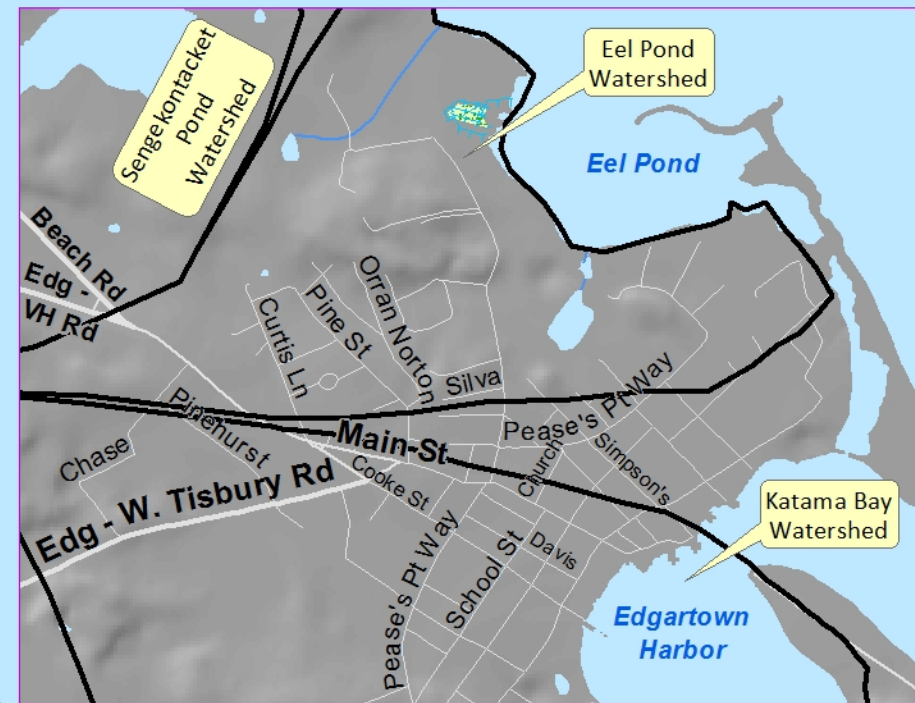 Sengekontacket
Pond
Watershed
Eel Pond
Watershed
Eel Pond
Beach Rd
Edg -
VH Rd
Curtis Ln
Pine St
Orran Norton
Silva
Pease's Pt Way
Chase
Pinehurst
Main St
Church
Simpson's
Cooke St
Edg - W. Tisbury Rd
Katama Bay
Watershed
Pease's Pt Way
School St
Davis
Edgartown
Harbor